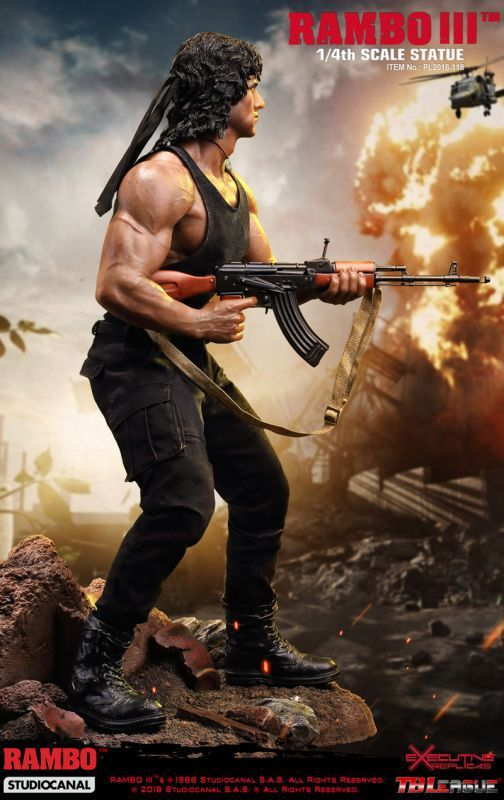 RAMBO III™
1/4th SCALE STATUE
ITEM No.: PL2018-118
RAMBO™
STUDIOCANAL
RAMBO III™& ©1988 STUDIOCANAL S.A.S. ALL RIGHTS RESERVED.
© 2018 STUDIOCANAL S.A.S. ® ALL RIGHTS RESERVED.
EXECUTIVE
REPLICAS
TBLEAGUE